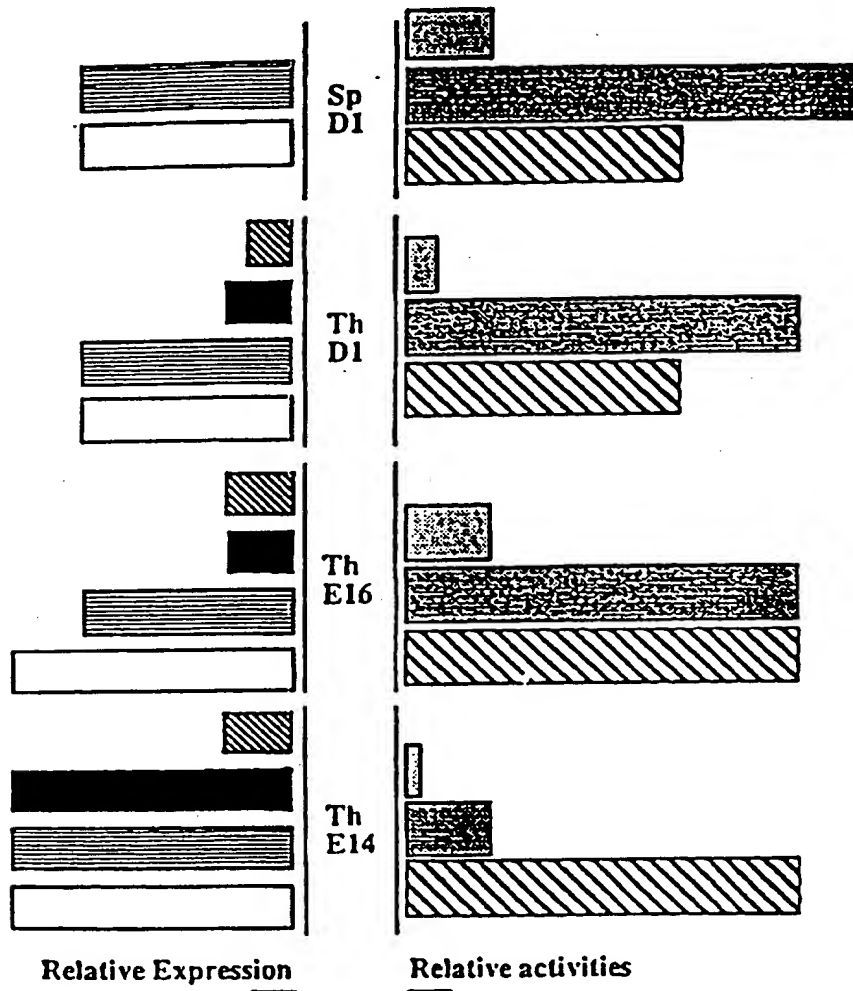 Sp
D1
Th
D1
Th
E16
Th
E14
Relative Expression
Relative activities